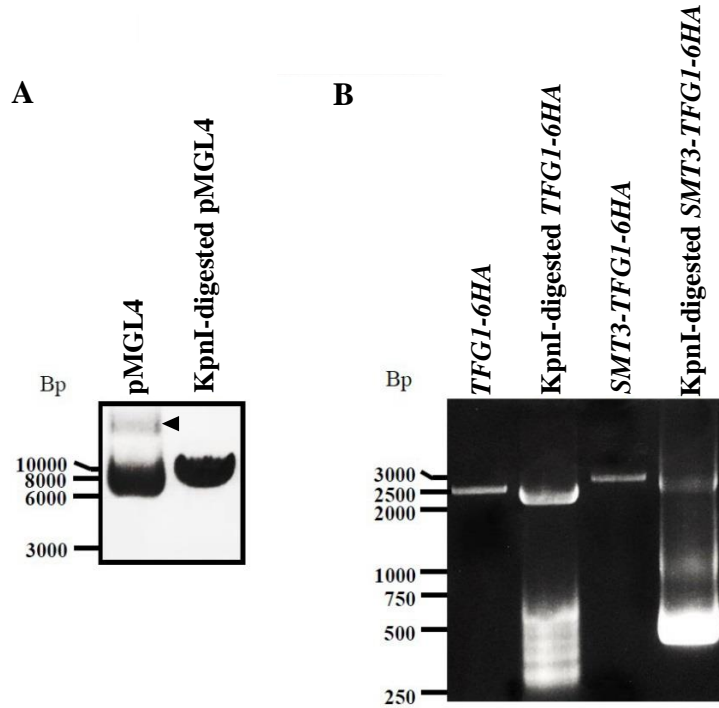 A
Bp
pMGL4
KpnI-digested pMGL4
10000
8000
6000
3000
B
Bp
TFG1-6HA
KpnI-digested TFG1-6HA
SMT3-TFG1-6HA
KpnI-digested SMT3-TFG1-6HA
3000
2500
2000
1000
750
500
250